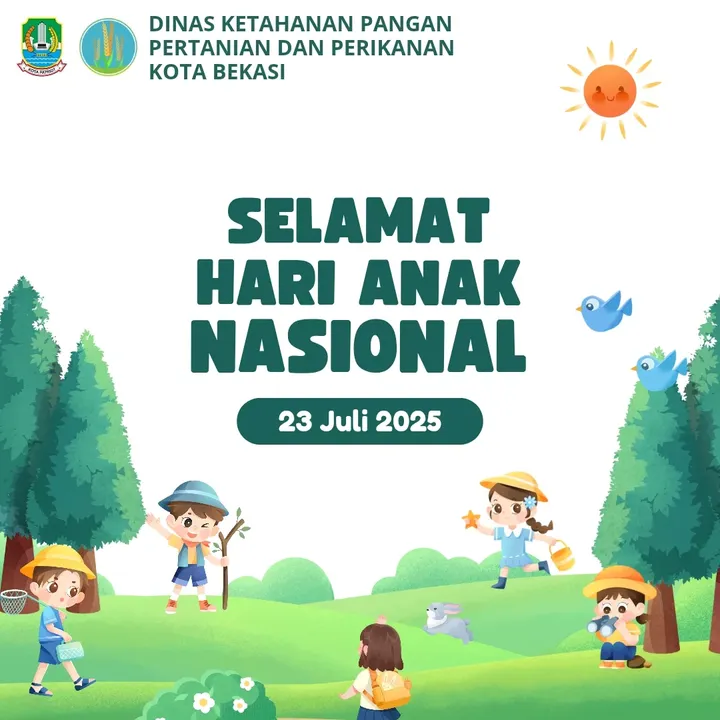 DINAS KETAHANAN PANGAN
PERTANIAN DAN PERIKANAN
KOTA BEKASI
SELAMAT
HARI ANAK
NASIONAL
23 Juli 2025